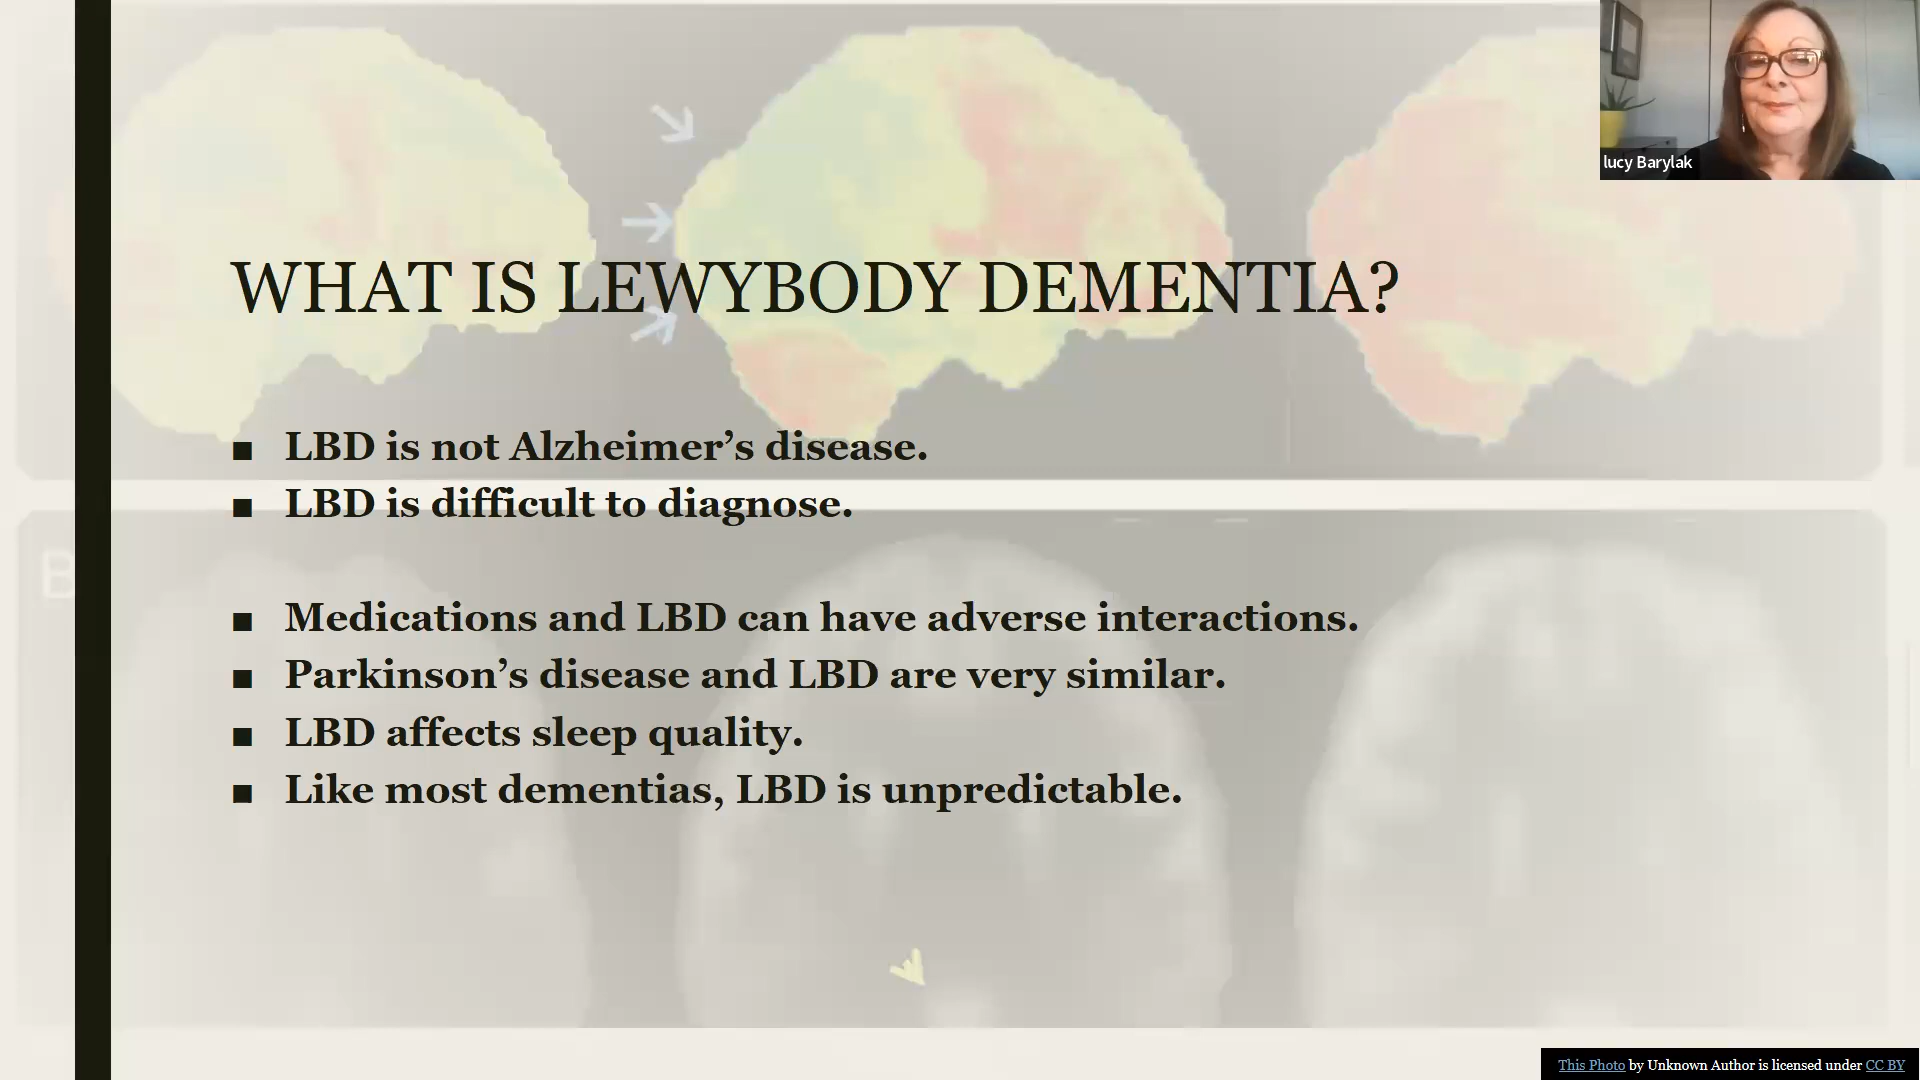 lucy Barylak
WHAT IS LEWYBODY DEMENTIA?
■ LBD is not Alzheimer’s disease.
■ LBD is difficult to diagnose.
■ Medications and LBD can have adverse interactions.
■ Parkinson’s disease and LBD are very similar.
■ LBD affects sleep quality.
■ Like most dementias, LBD is unpredictable.
B
This Photo by Unknown Author is licensed under CC BY